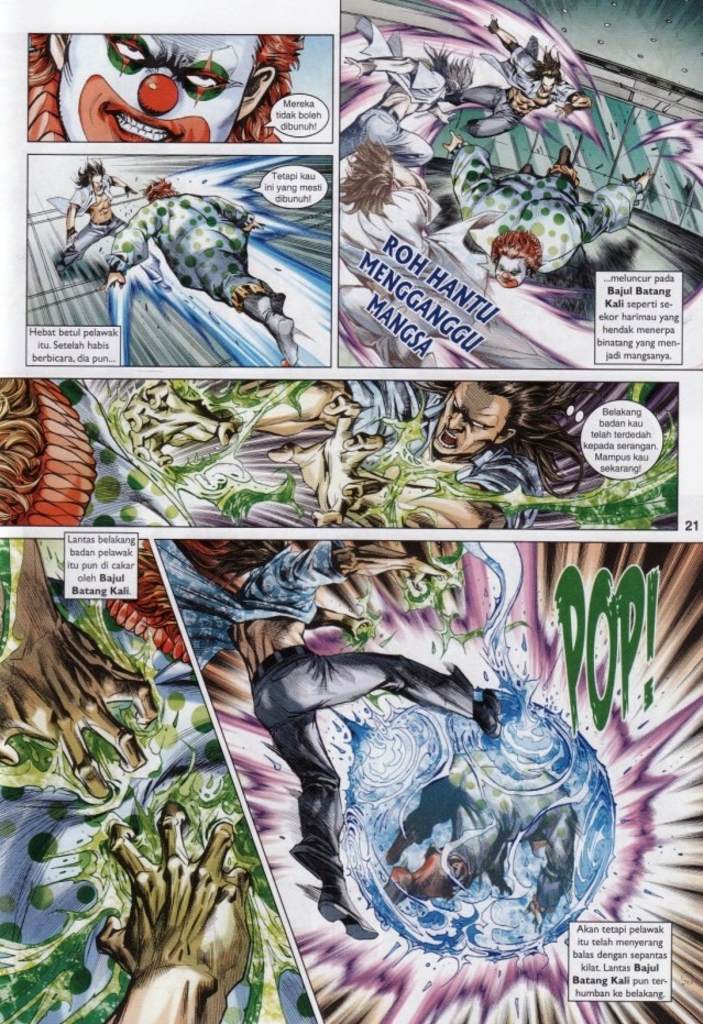 Mereka
tidak boleh
dibunuh!
Tetapi kau
ini yang mesti
dibunuh!
Hebat betul pelawak
itu. Setelah habis
berbicara, dia pun...
ROH HANTU
MENGGANGGU
MANGSA
...meluncur pada
Bajul Batang
Kali seperti se-
ekor harimau yang
hendak menerpa
binatang yang men-
jadi mangsanya.
Belakang
badan kau
telah terdedah
kepada serangan.
Mampus kau
sekarang!
21
Lantas belakang
badan pelawak
itu pun di cakar
oleh Bajul
Batang Kali.
POP!
Akan tetapi pelawak
itu telah menyerang
balas dengan sepantas
kilat. Lantas Bajul
Batang Kali pun ter-
humban ke belakang.